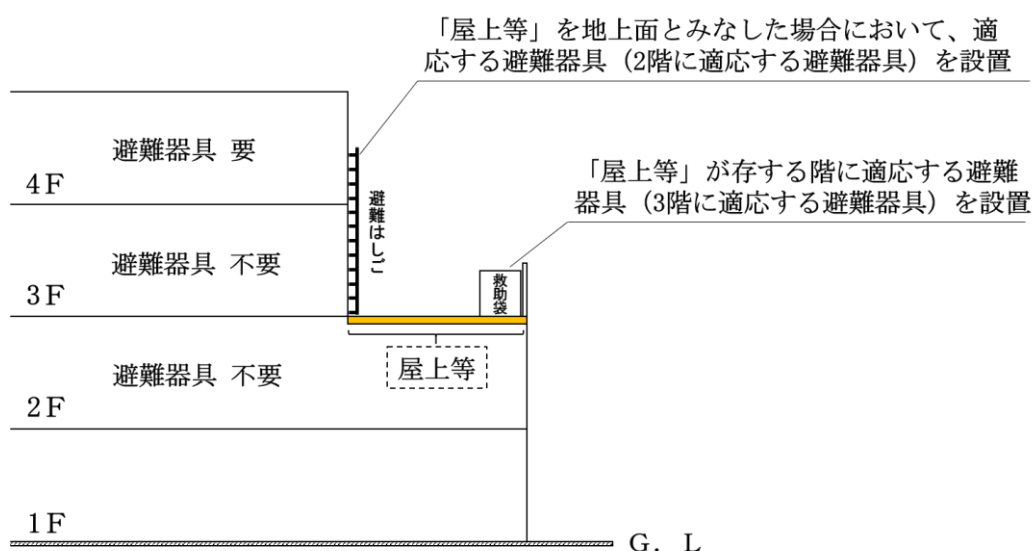 「屋上等」を地上面とみなした場合において、適
応する避難器具（2階に適応する避難器具）を設置
避難器具 要
4F
避難はしご
「屋上等」が存する階に適応する避難
器具（3階に適応する避難器具）を設置
避難器具 不要
3F
救助袋
屋上等
避難器具 不要
2F
1F
G．L